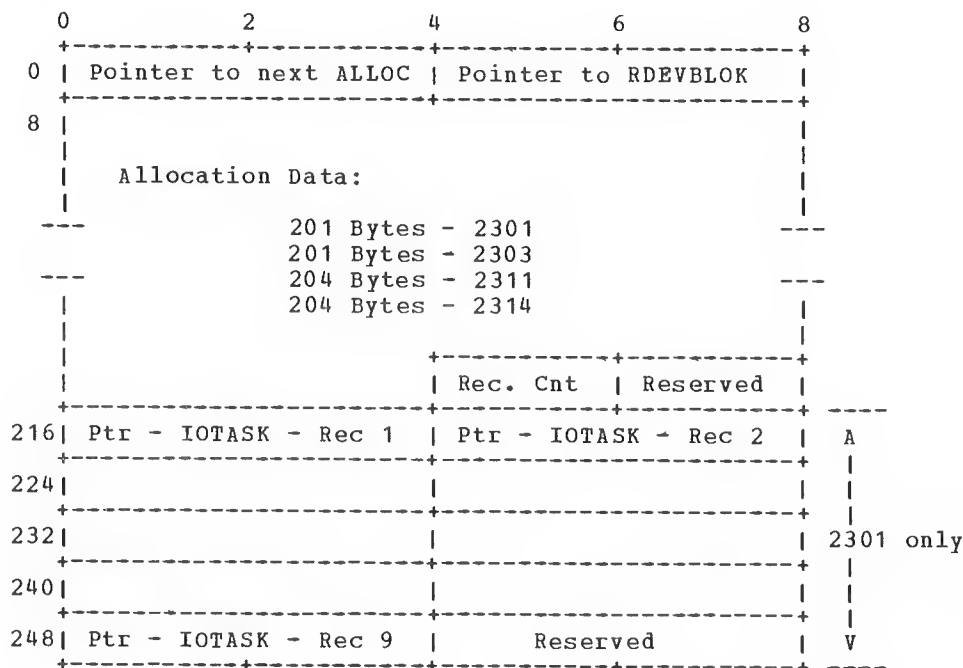 0 2 4 6 8
0 | Pointer to next ALLOC | Pointer to RDEVBLOK |
8
Allocation Data:
201 Bytes - 2301
201 Bytes - 2303
204 Bytes - 2311
204 Bytes - 2314
| Rec. Cnt | Reserved |
216| Ptr - IOTASK - Rec 1 | Ptr - IOTASK - Rec 2 | A
224|
232| 2301 only
240|
248| Ptr - IOTASK - Rec 9 | Reserved | V